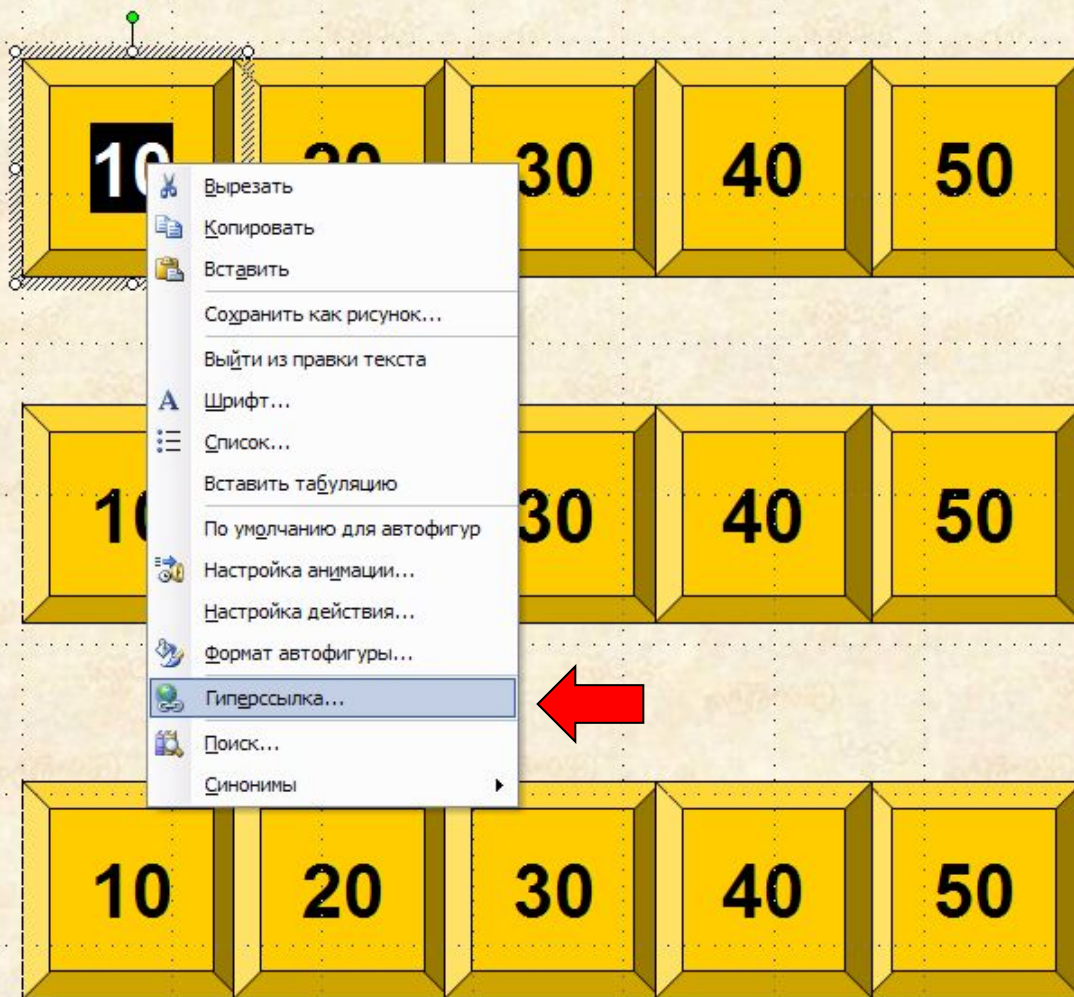 10 20 30 40 50
Вырезать
Копировать
Вставить
Сохранить как рисунок...
Выйти из правки текста
Шрифт...
Список...
Вставить табуляцию
По умолчанию для автофигур
Настройка анимации...
Настройка действия...
Формат автофигуры...
Гиперссылка...
Поиск...
Синонимы
10 30 40 50
10 20 30 40 50